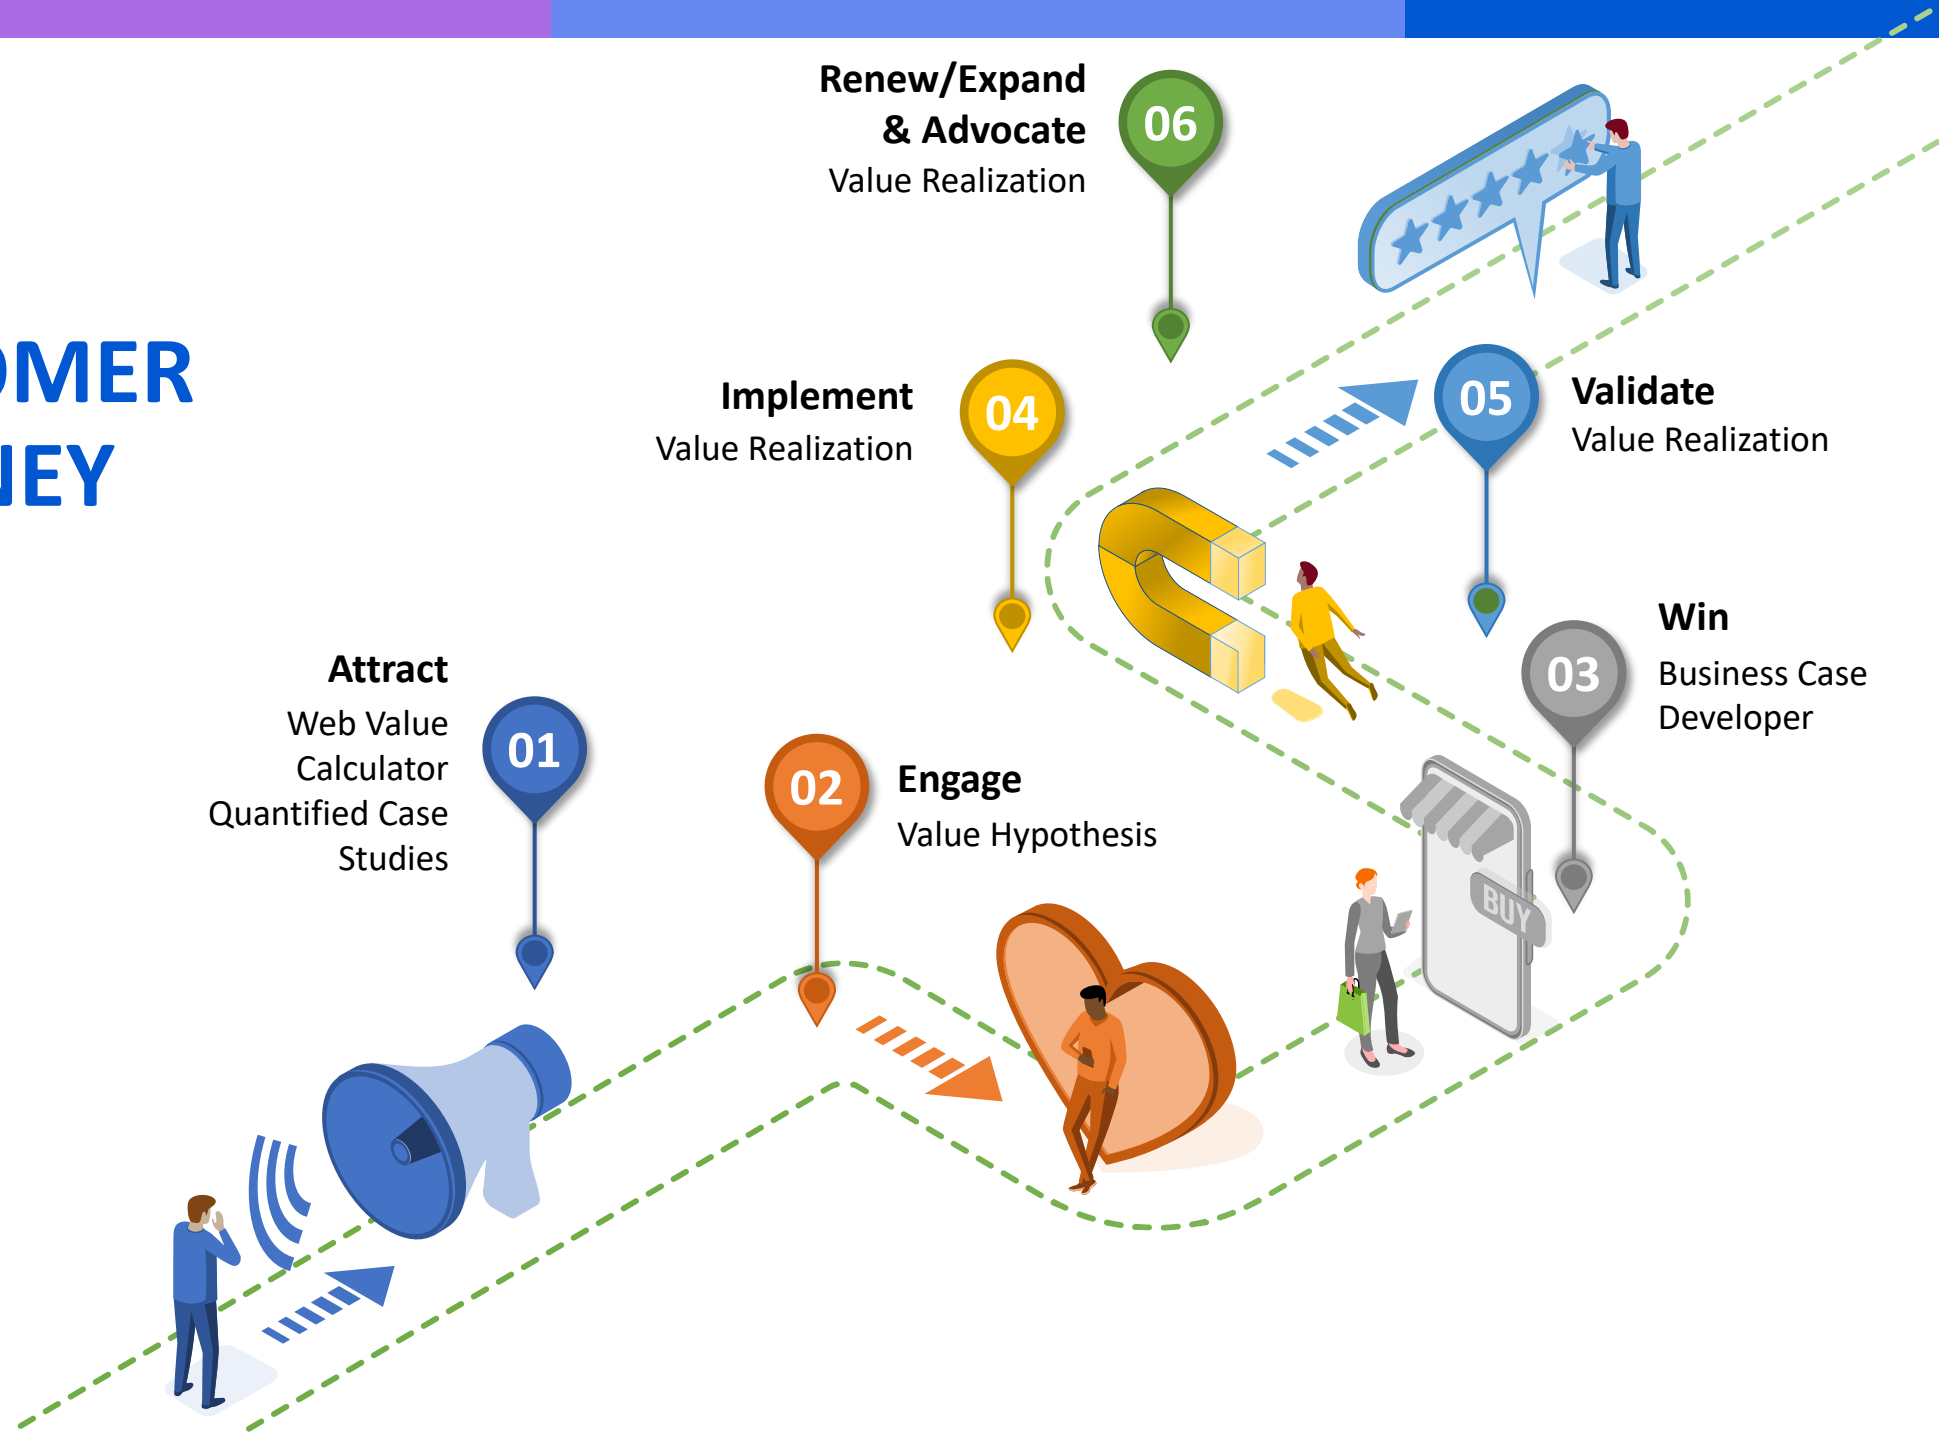 OMER
NEY
Renew/Expand
& Advocate
Value Realization
06
Implement
Value Realization
04
05
Validate
Value Realization
Win
Business Case
Developer
03
Attract
Web Value
Calculator
Quantified Case
Studies
01
02
Engage
Value Hypothesis
BUY